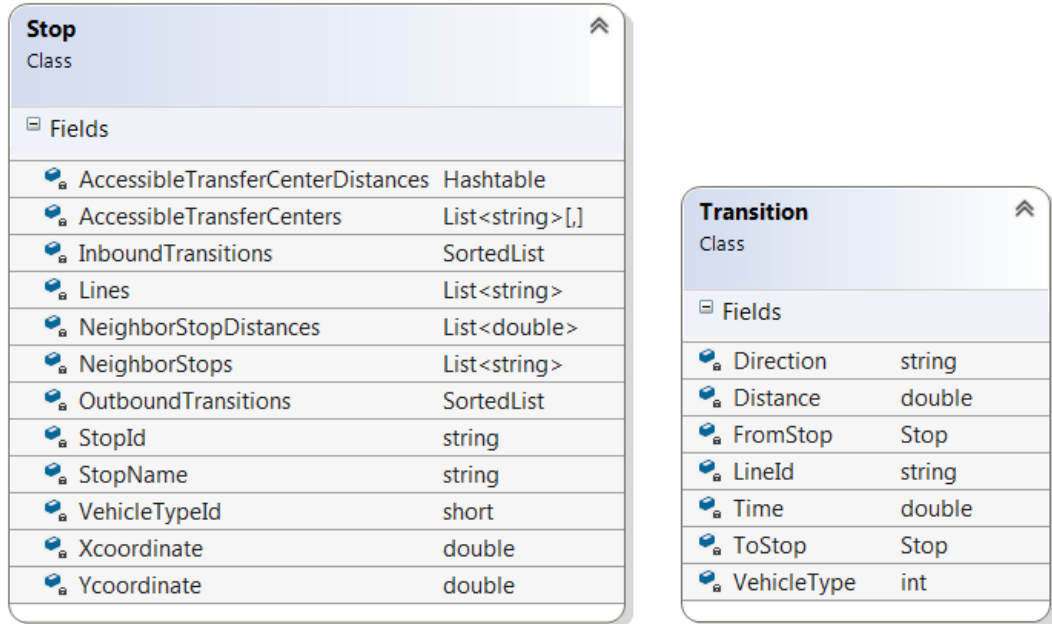 Stop
Class
Fields
AccessibleTransferCenterDistances Hashtable
AccessibleTransferCenters List<string>[,]
InboundTransitions SortedList
Lines List<string>
NeighborStopDistances List<double>
NeighborStops List<string>
OutboundTransitions SortedList
StopId string
StopName string
VehicleTypeId short
Xcoordinate double
Ycoordinate double
Transition
Class
Fields
Direction string
Distance double
FromStop Stop
LineId string
Time double
ToStop Stop
VehicleType int